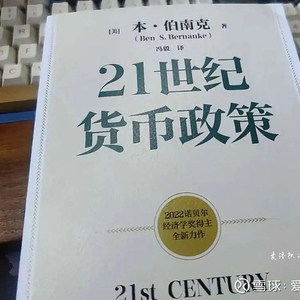 [美] 本·伯南克 著
(Ben S. Bernanke)
冯毅 译
21世纪
货币政策
2022诺贝尔
经济学奖得主
全新力作
21st CENTURY
雪球:爱